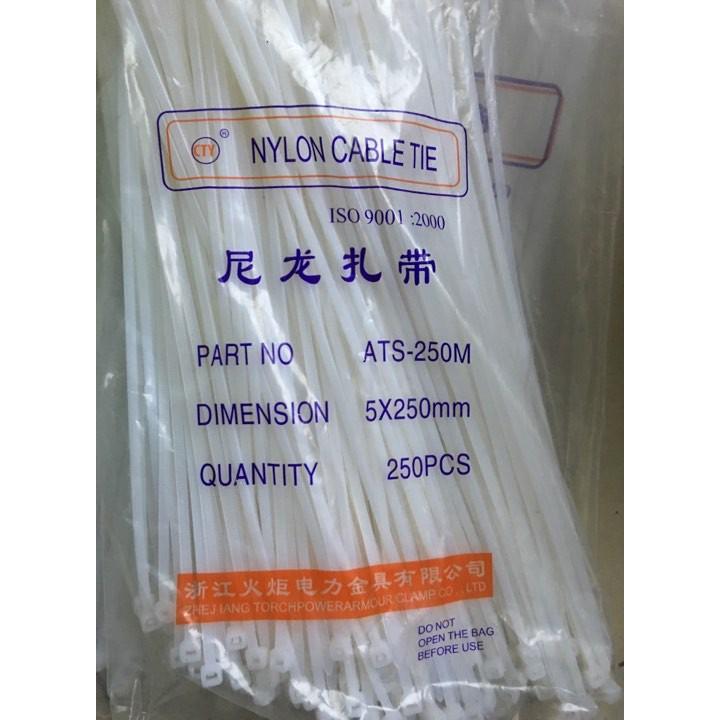 CTY ®
NYLON CABLE TIE
ISO 9001 :2000
尼龙扎带
PART NO ATS-250M
DIMENSION 5X250mm
QUANTITY 250PCS
浙江火炬电力金具有限公司
ZHEJIANG TORCHPOWERARMOUR CLAMP CO., LTD
DO NOT
OPEN THE BAG
BEFORE USE